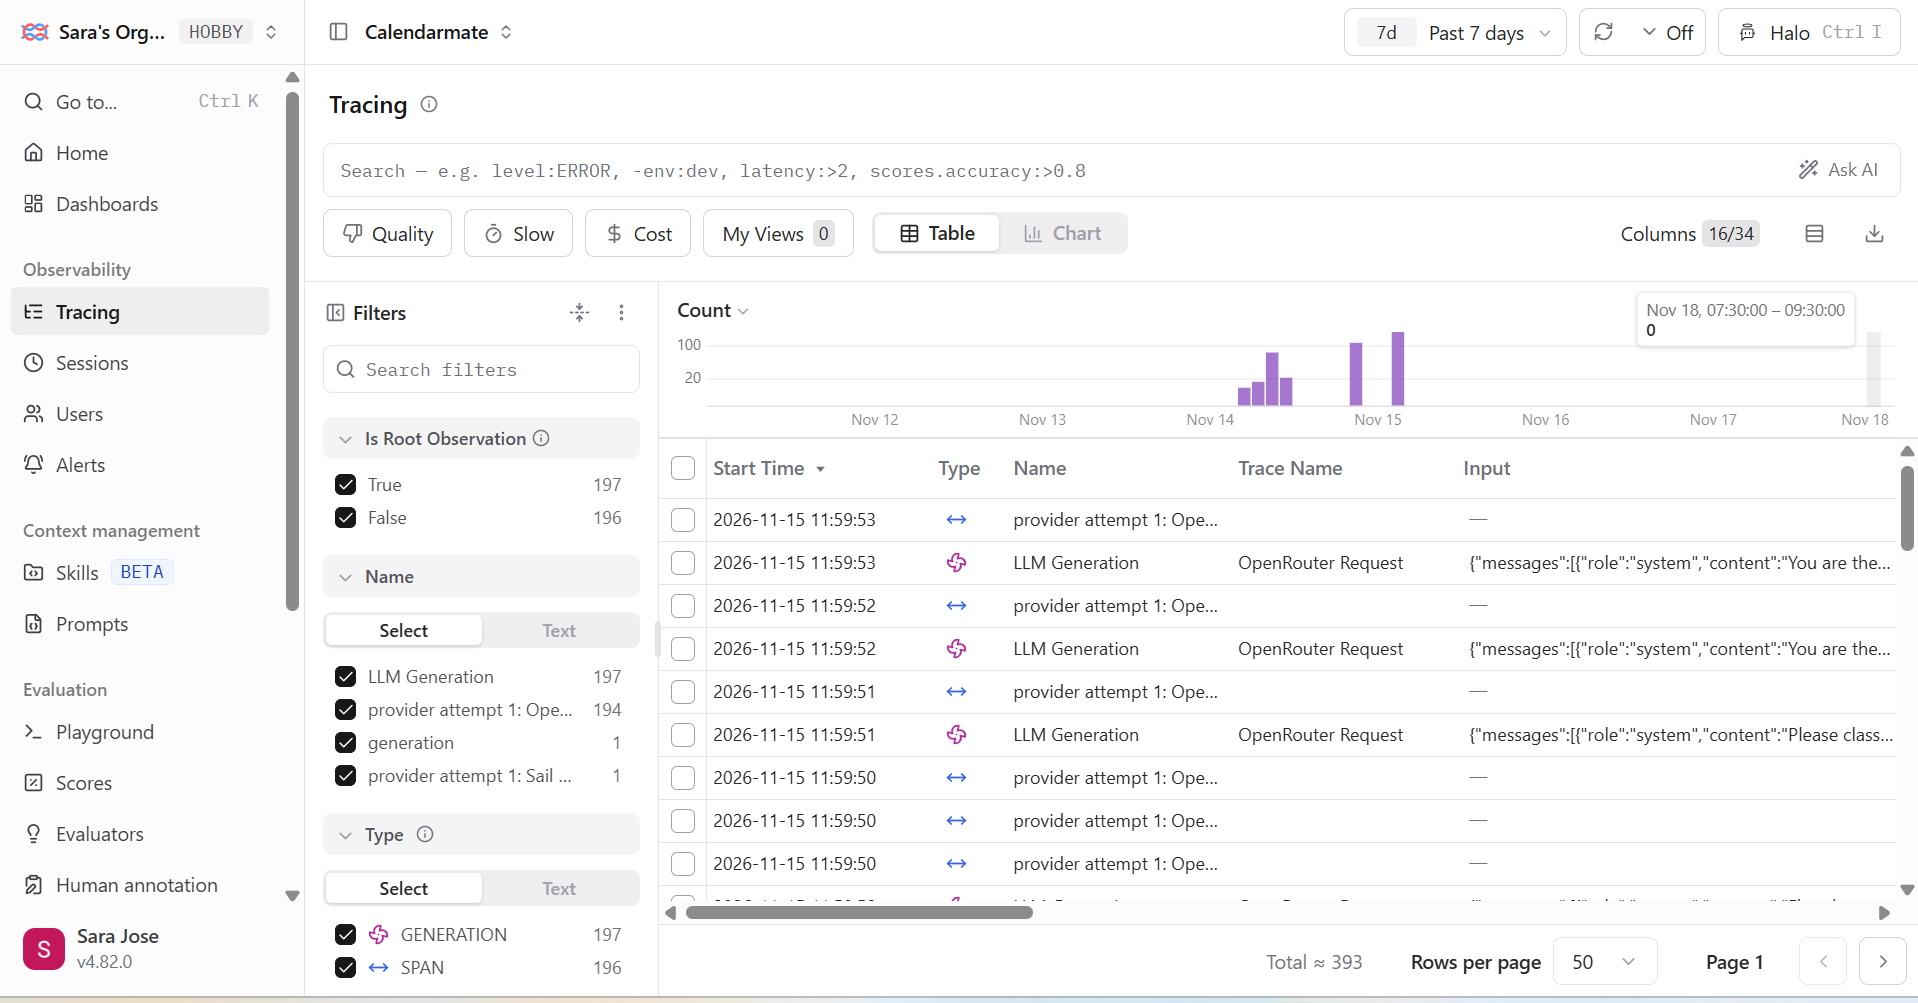 Sara's Org... HOBBY
Calendarmate
7d Past 7 days
Off
Halo Ctrl I
Go to... Ctrl K
Home
Dashboards
Observability
Tracing
Sessions
Users
Alerts
Context management
Skills BETA
Prompts
Evaluation
Playground
Scores
Evaluators
Human annotation
S
Sara Jose
v4.82.0
Tracing
Search — e.g. level:ERROR, -env:dev, latency:>2, scores.accuracy:>0.8
Ask AI
Quality
Slow
Cost
My Views 0
Table
Chart
Columns 16/34
Filters
Search filters
Is Root Observation
True 197
False 196
Name
Select Text
LLM Generation 197
provider attempt 1: Ope... 194
generation 1
provider attempt 1: Sail ... 1
Type
Select Text
GENERATION 197
SPAN 196
Count
Nov 18, 07:30:00 – 09:30:00
0
100
20
Nov 12 Nov 13 Nov 14 Nov 15 Nov 16 Nov 17 Nov 18
Start Time Type Name Trace Name Input
2026-11-15 11:59:53 provider attempt 1: Ope... —
2026-11-15 11:59:53 LLM Generation OpenRouter Request {"messages":[{"role":"system","content":"You are the...
2026-11-15 11:59:52 provider attempt 1: Ope... —
2026-11-15 11:59:52 LLM Generation OpenRouter Request {"messages":[{"role":"system","content":"You are the...
2026-11-15 11:59:51 provider attempt 1: Ope... —
2026-11-15 11:59:51 LLM Generation OpenRouter Request {"messages":[{"role":"system","content":"Please class...
2026-11-15 11:59:50 provider attempt 1: Ope... —
2026-11-15 11:59:50 provider attempt 1: Ope... —
2026-11-15 11:59:50 provider attempt 1: Ope... —
Total ≈ 393
Rows per page 50
Page 1